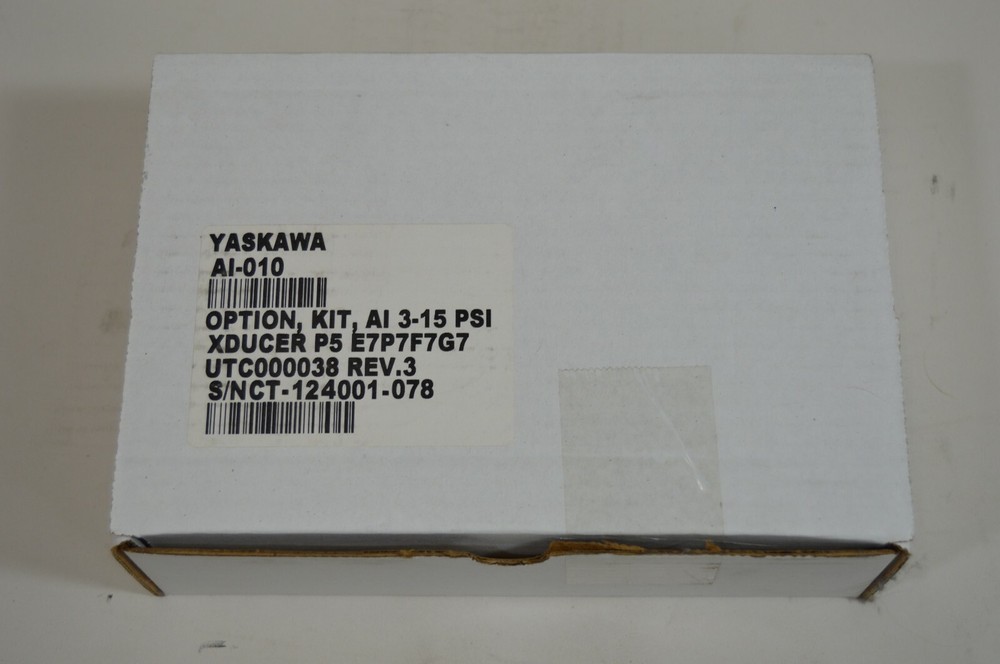 YASKAWA
AI-010
OPTION, KIT, AI 3-15 PSI
XDUCER P5 E7P7F7G7
UTC000038 REV.3
S/NCT-124001-078